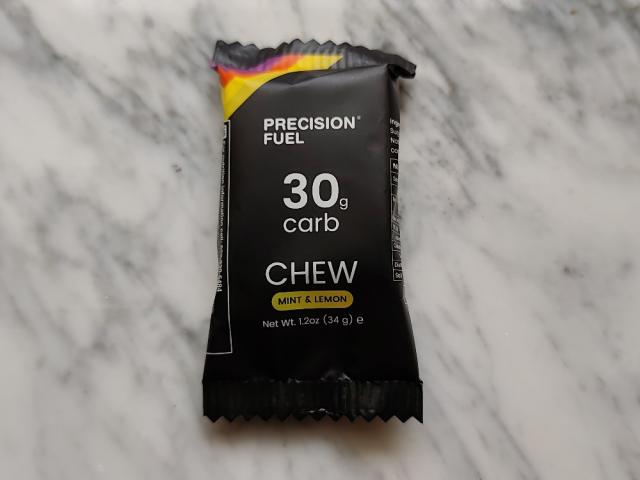 PRECISION®
FUEL
30g
carb
CHEW
MINT & LEMON
Net Wt. 1.2oz (34 g) ℮